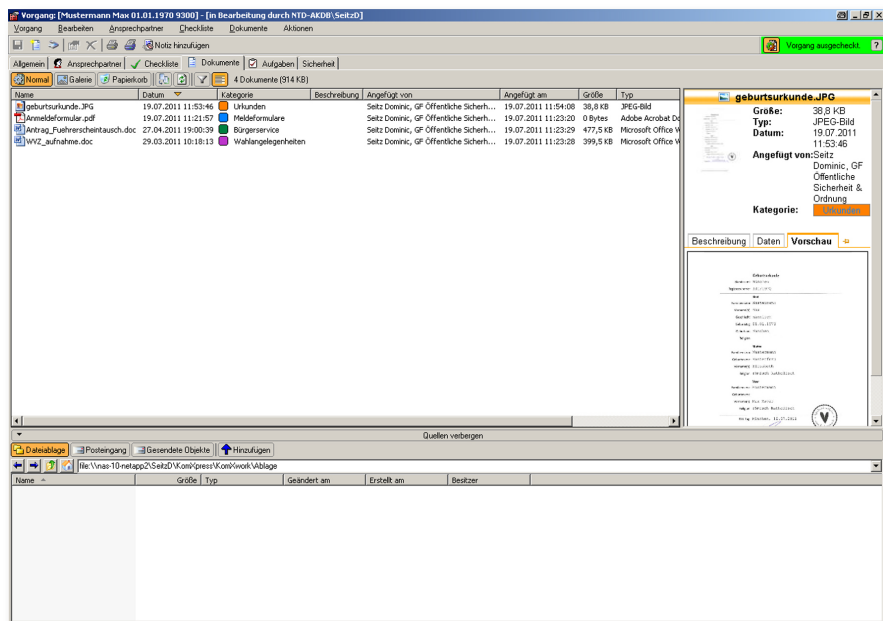 Vorgang: [Mustermann Max 01.01.1970 9300] - [in Bearbeitung durch NTD-AKDB\SeitzD]
Vorgang Bearbeiten Ansprechpartner Checkliste Dokumente Aktionen
Notiz hinzufügen Vorgang ausgecheckt. ?
Allgemein Ansprechpartner Checkliste Dokumente Aufgaben Sicherheit
Normal Galerie Papierkorb 4 Dokumente (914 KB)
Name Datum Kategorie Beschreibung Angefügt von Angefügt am Größe Typ
geburtsurkunde.JPG 19.07.2011 11:53:46 Urkunden Seitz Dominic, GF Öffentliche Sicherh... 19.07.2011 11:54:08 38,8 KB JPEG-Bild
Anmeldeformular.pdf 19.07.2011 11:21:57 Meldeformulare Seitz Dominic, GF Öffentliche Sicherh... 19.07.2011 11:23:20 0 Bytes Adobe Acrobat Do
Antrag_Fuehrerscheintausch.doc 27.04.2011 19:00:39 Bürgerservice Seitz Dominic, GF Öffentliche Sicherh... 19.07.2011 11:23:29 477,5 KB Microsoft Office W
WVZ_aufnahme.doc 29.03.2011 10:18:13 Wahlangelegenheiten Seitz Dominic, GF Öffentliche Sicherh... 19.07.2011 11:23:28 399,5 KB Microsoft Office W
geburtsurkunde.JPG
Größe: 38,8 KB
Typ: JPEG-Bild
Datum: 19.07.2011
11:53:46
Angefügt von: Seitz
Dominic, GF
Öffentliche
Sicherheit &
Ordnung
Kategorie: Urkunden
Beschreibung Daten Vorschau
Geburtsurkunde
Quellen verbergen
Dateiablage Posteingang Gesendete Objekte Hinzufügen
file:\\nas-10-netapp2\SeitzD\KomXpress\KomXwork\Ablage
Name Größe Typ Geändert am Erstellt am Besitzer